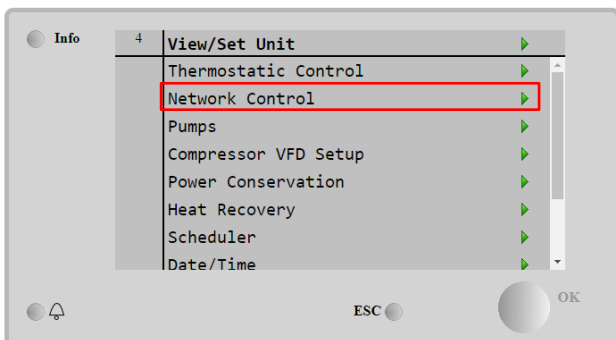 Info
4 View/Set Unit
Thermostatic Control
Network Control
Pumps
Compressor VFD Setup
Power Conservation
Heat Recovery
Scheduler
Date/Time
ESC
OK